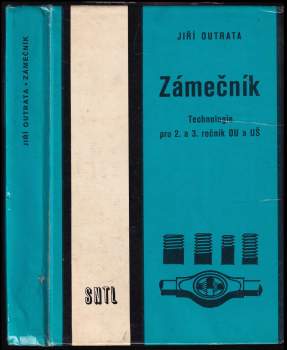 JIŘÍ OUTRATA • ZÁMEČNÍK
JIŘÍ OUTRATA
Zámečník
Technologie
pro 2. a 3. ročník OU a UŠ
SNTL